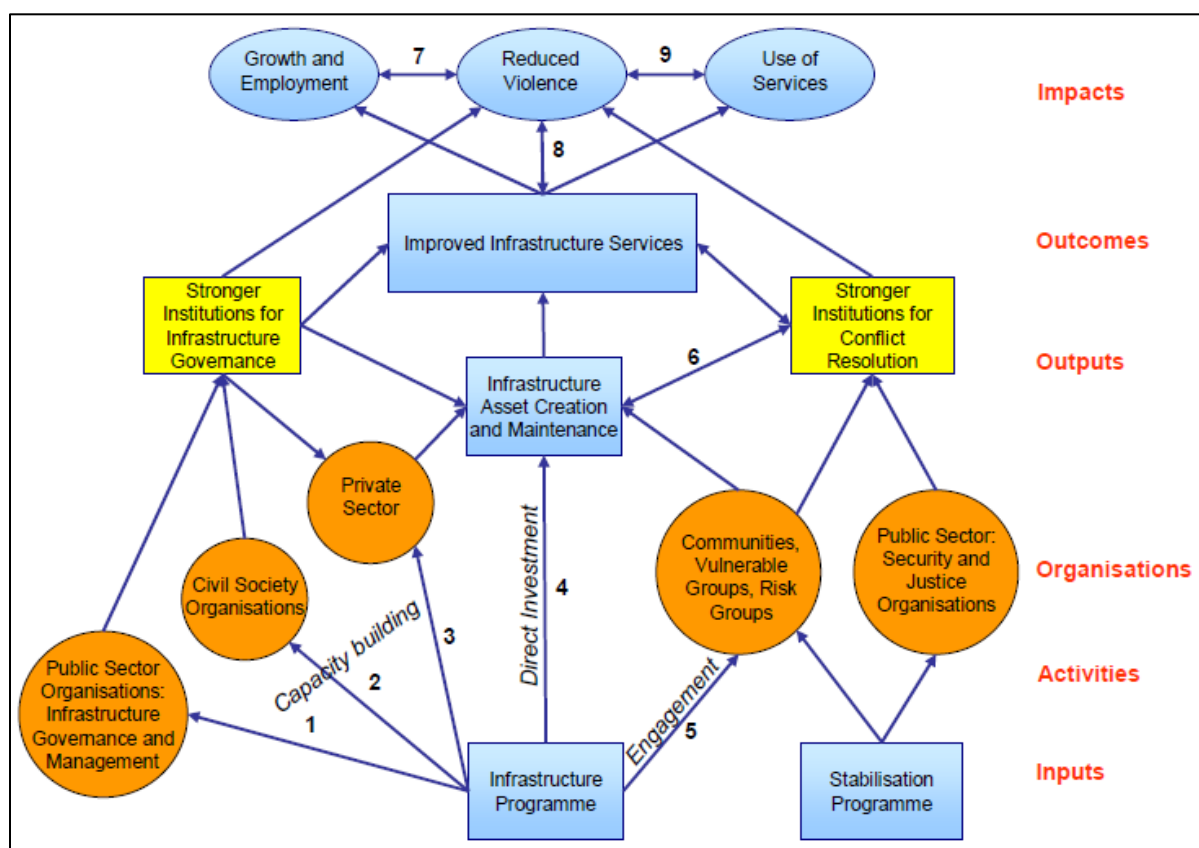 Growth and
Employment
7
Reduced
Violence
9
Use of
Services
Impacts
8
Improved Infrastructure Services
Outcomes
Stronger
Institutions for
Infrastructure
Governance
Stronger
Institutions for
Conflict
Resolution
6
Outputs
Infrastructure
Asset Creation
and Maintenance
Private
Sector
Civil Society
Organisations
Direct Investment
4
Communities,
Vulnerable
Groups, Risk
Groups
Public Sector:
Security and
Justice
Organisations
Organisations
Capacity building
3
2
1
Public Sector
Organisations:
Infrastructure
Governance and
Management
Engagement
5
Activities
Infrastructure
Programme
Stabilisation
Programme
Inputs